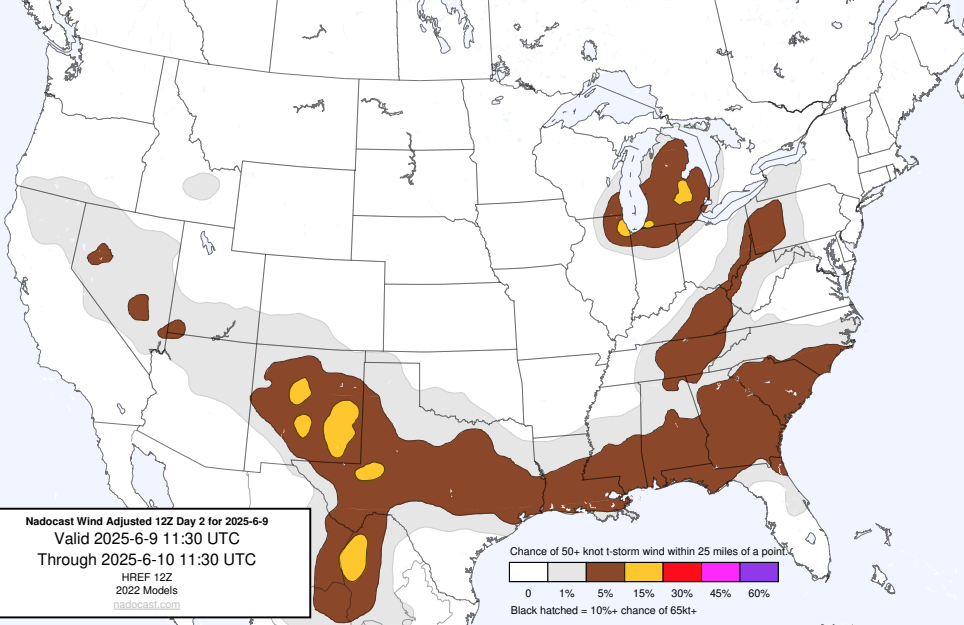 Nadocast Wind Adjusted 12Z Day 2 for 2025-6-9
Valid 2025-6-9 11:30 UTC
Through 2025-6-10 11:30 UTC
HREF 12Z
2022 Models
nadocast.com
Chance of 50+ knot t-storm wind within 25 miles of a point.
0 1% 5% 15% 30% 45% 60%
Black hatched = 10%+ chance of 65kt+